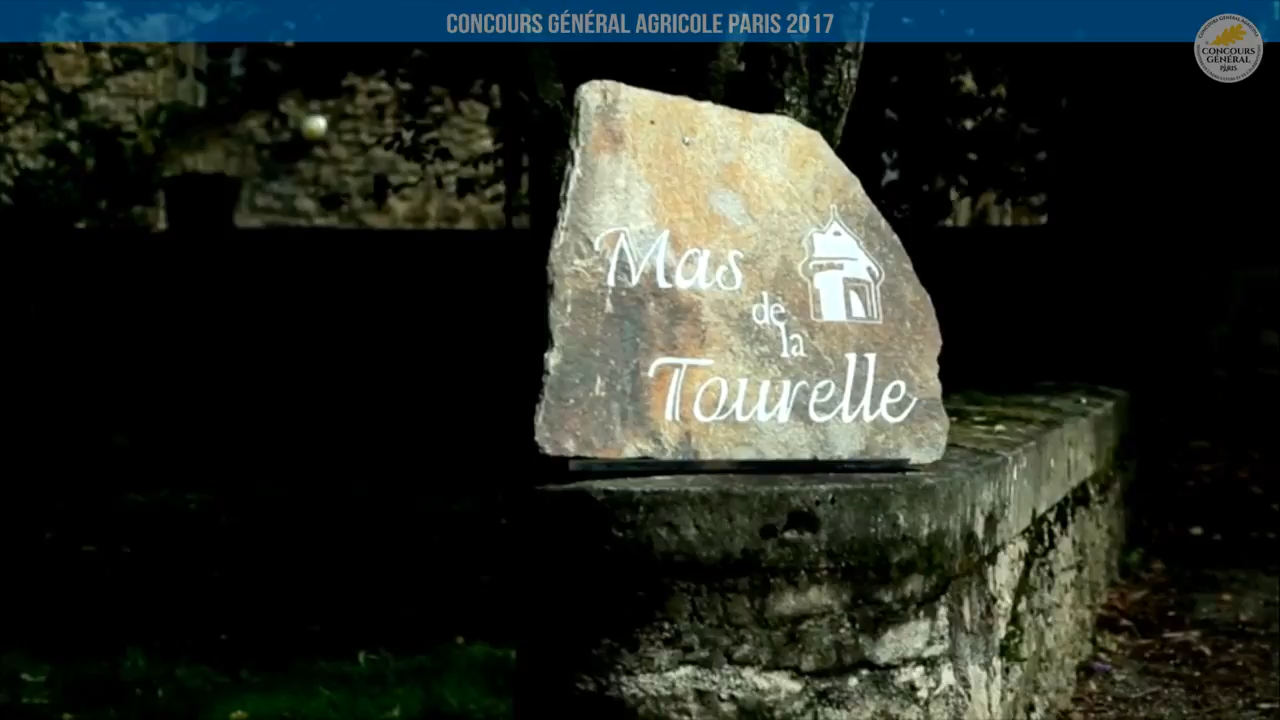 CONCOURS GÉNÉRAL AGRICOLE PARIS 2017
CONCOURS
GÉNÉRAL
PARIS
Mas
de
la
Tourelle